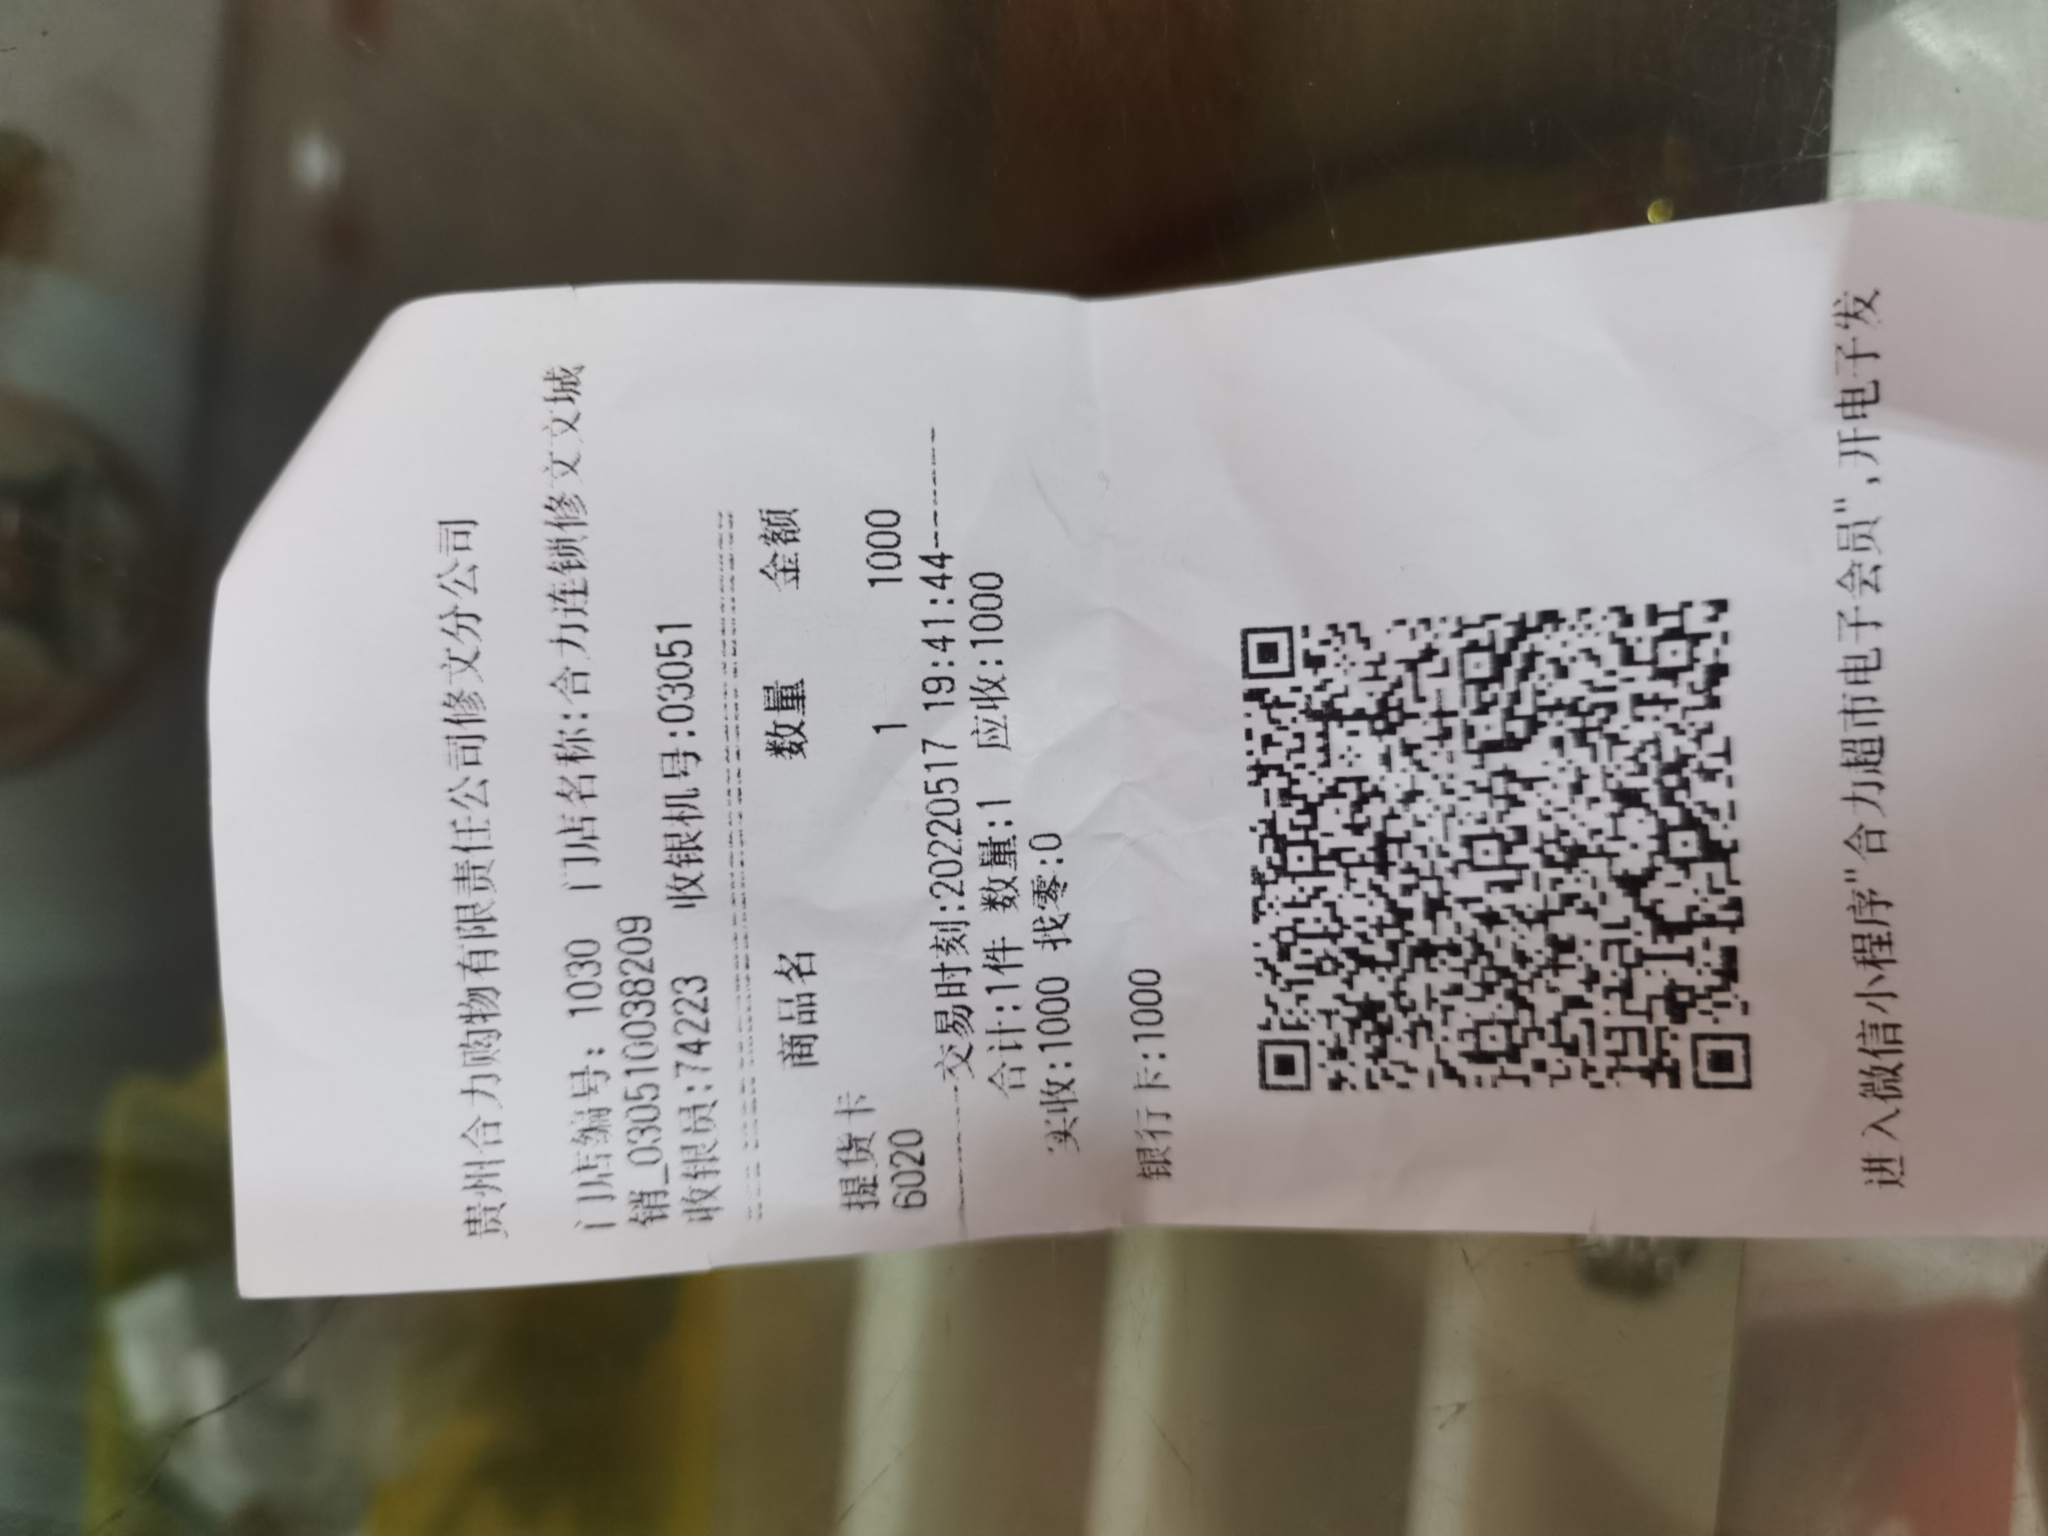 贵州合力购物有限责任公司修文分公司
门店编号: 1030 门店名称:合力连锁修文文城
销_030510038209
收银员:74223 收银机号:03051
商品名 数量 金额
提货卡
6020 1 1000
交易时刻:20220517 19:41:44
合计:1件 数量:1 应收:1000
实收:1000 找零:0
银行卡:1000
进入微信小程序"合力超市电子会员",开电子发